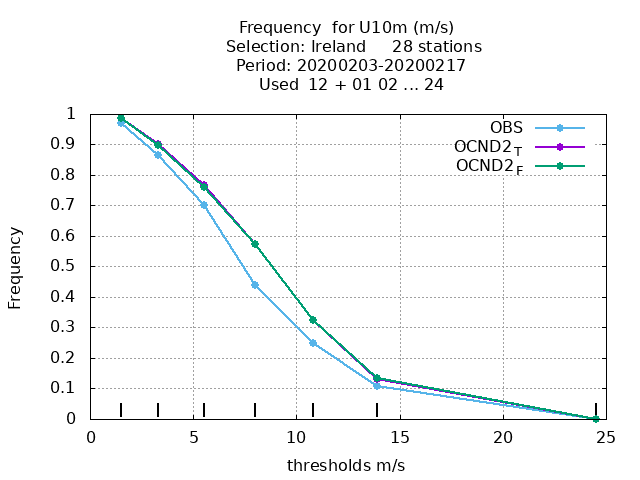 Frequency  for U10m (m/s)
Selection: Ireland     28 stations
Period: 20200203-20200217
Used  12 + 01 02 ... 24
OBS
OCND2T
OCND2F
1
0.9
0.8
0.7
0.6
0.5
0.4
0.3
0.2
0.1
0
Frequency
0 5 10 15 20 25
thresholds m/s